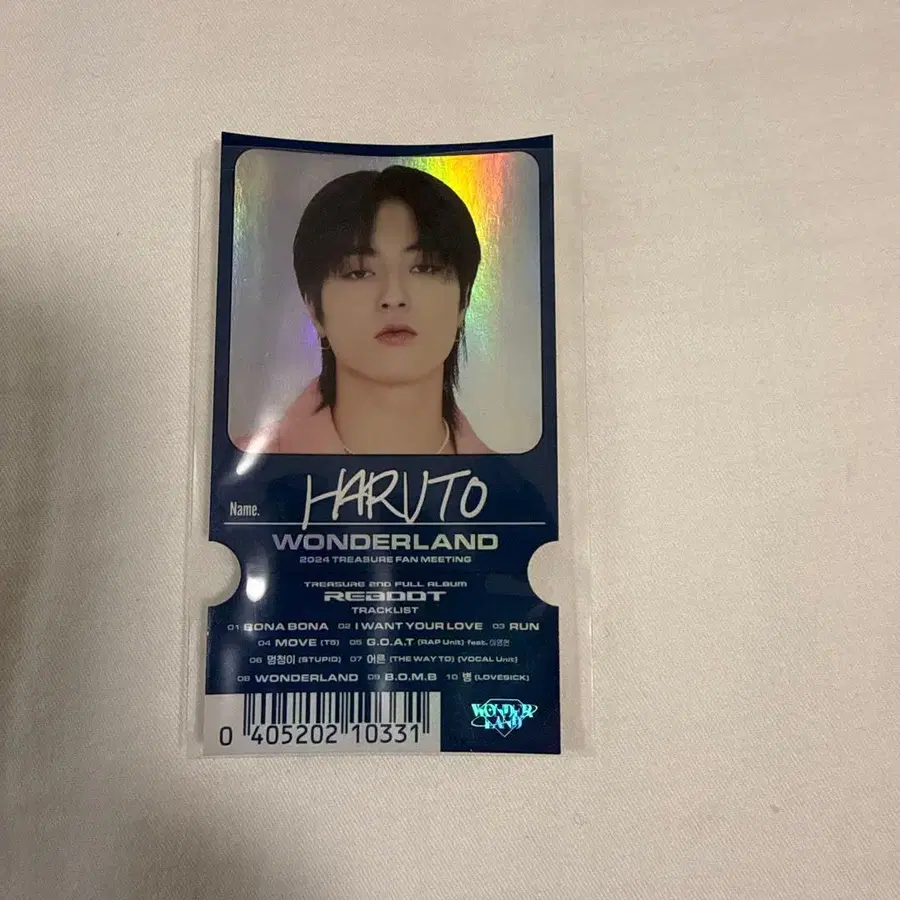 Name. HARUTO
WONDERLAND
2024 TREASURE FAN MEETING
TREASURE 2ND FULL ALBUM
REBOOT
TRACKLIST
01 BONA BONA 02 I WANT YOUR LOVE 03 RUN
04 MOVE (T5) 05 G.O.A.T (RAP Unit) feat. 이영현
06 멍청이 (STUPID) 07 어른 (THE WAY TO) (VOCAL Unit)
08 WONDERLAND 09 B.O.M.B 10 병 (LOVESICK)
WONDER
LAND
0 405202 10331